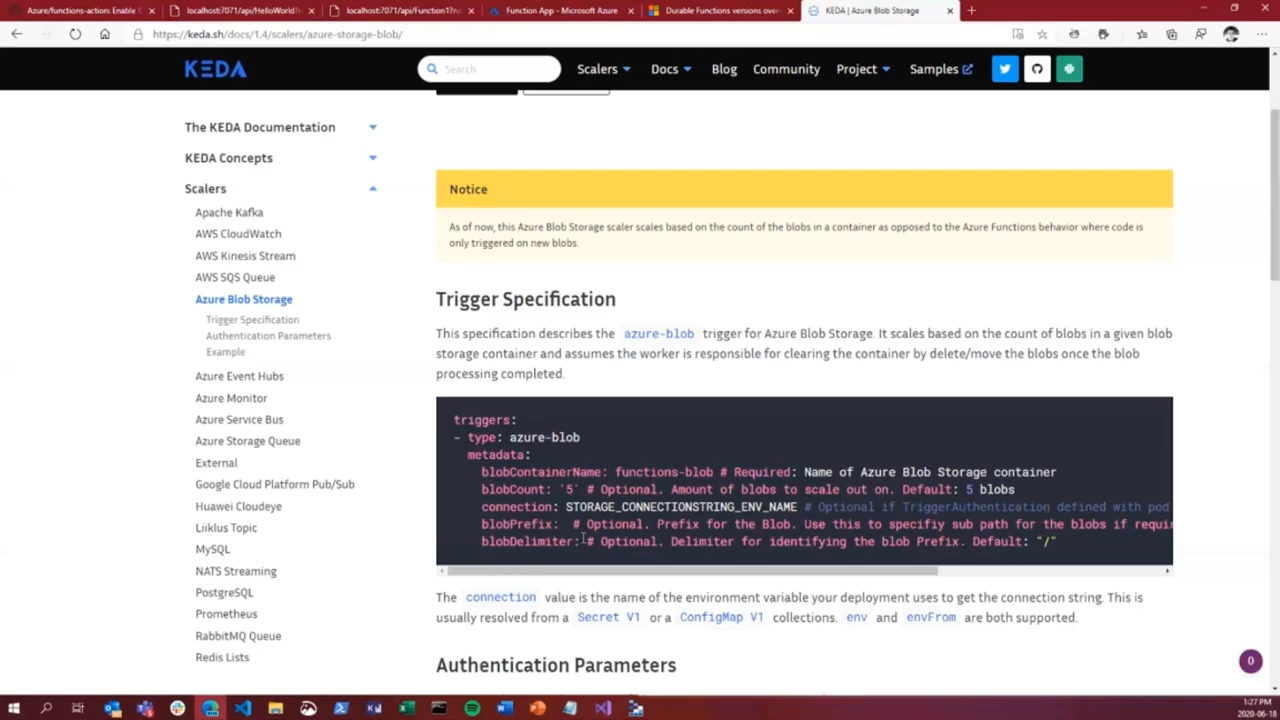 Azure/functions-action: Enable C
localhost:7071/api/HelloWorld?
localhost:7071/api/Function1?nu
Function App - Microsoft Azure
Durable Functions versions over
KEDA | Azure Blob Storage
https://keda.sh/docs/1.4/scalers/azure-storage-blob/
KEDA
Search
Scalers
Docs
Blog
Community
Project
Samples
The KEDA Documentation
KEDA Concepts
Scalers
Apache Kafka
AWS CloudWatch
AWS Kinesis Stream
AWS SQS Queue
Azure Blob Storage
Trigger Specification
Authentication Parameters
Example
Azure Event Hubs
Azure Monitor
Azure Service Bus
Azure Storage Queue
External
Google Cloud Platform Pub/Sub
Huawei Cloudeye
Liiklus Topic
MySQL
NATS Streaming
PostgreSQL
Prometheus
RabbitMQ Queue
Redis Lists
Notice
As of now, this Azure Blob Storage scaler scales based on the count of the blobs in a container as opposed to the Azure Functions behavior where code is
only triggered on new blobs.
Trigger Specification
This specification describes the azure-blob trigger for Azure Blob Storage. It scales based on the count of blobs in a given blob
storage container and assumes the worker is responsible for clearing the container by delete/move the blobs once the blob
processing completed.
triggers:
- type: azure-blob
metadata:
blobContainerName: functions-blob # Required: Name of Azure Blob Storage container
blobCount: `5` # Optional. Amount of blobs to scale out on. Default: 5 blobs
connection: STORAGE_CONNECTIONSTRING_ENV_NAME # Optional if TriggerAuthentication defined with pod
blobPrefix: # Optional. Prefix for the Blob. Use this to specifiy sub path for the blobs if requir
blobDelimiter: # Optional. Delimiter for identifying the blob Prefix. Default: "/"
The connection value is the name of the environment variable your deployment uses to get the connection string. This is
usually resolved from a Secret V1 or a ConfigMap V1 collections. env and envFrom are both supported.
Authentication Parameters
0
1:27 PM
2020-06-18